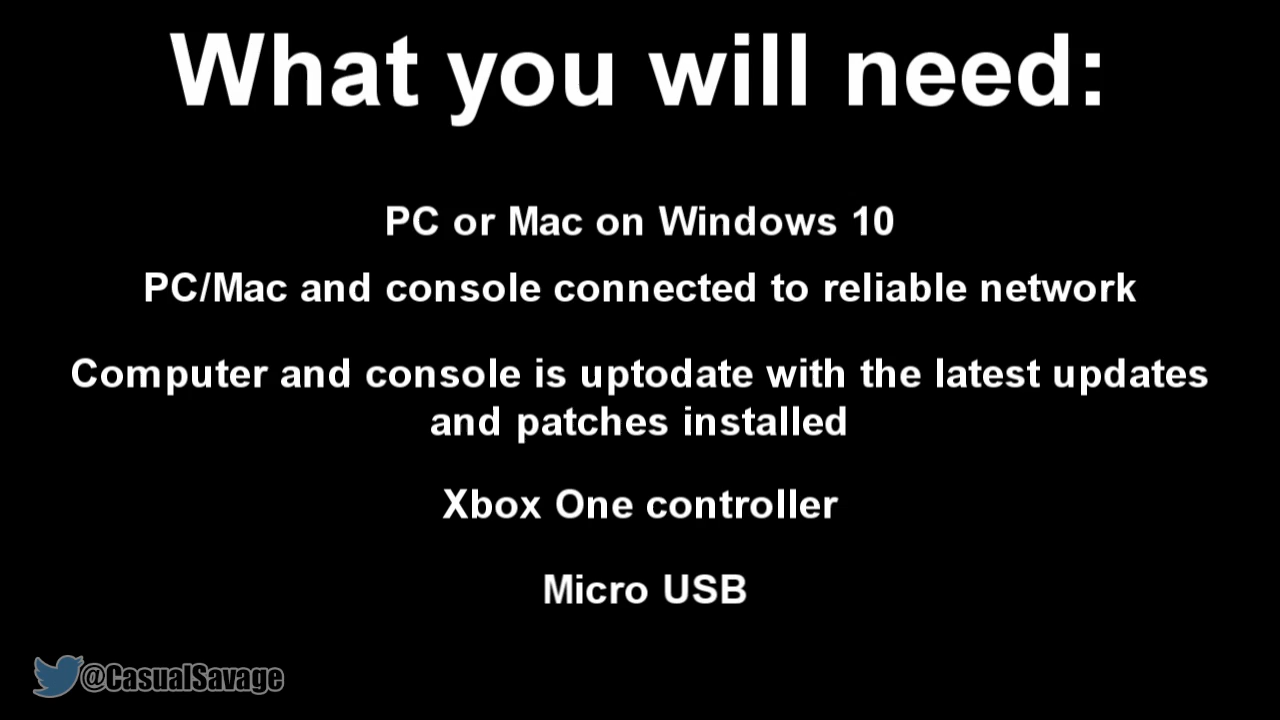 What you will need:
PC or Mac on Windows 10
PC/Mac and console connected to reliable network
Computer and console is uptodate with the latest updates
and patches installed
Xbox One controller
Micro USB
@CasualSavage